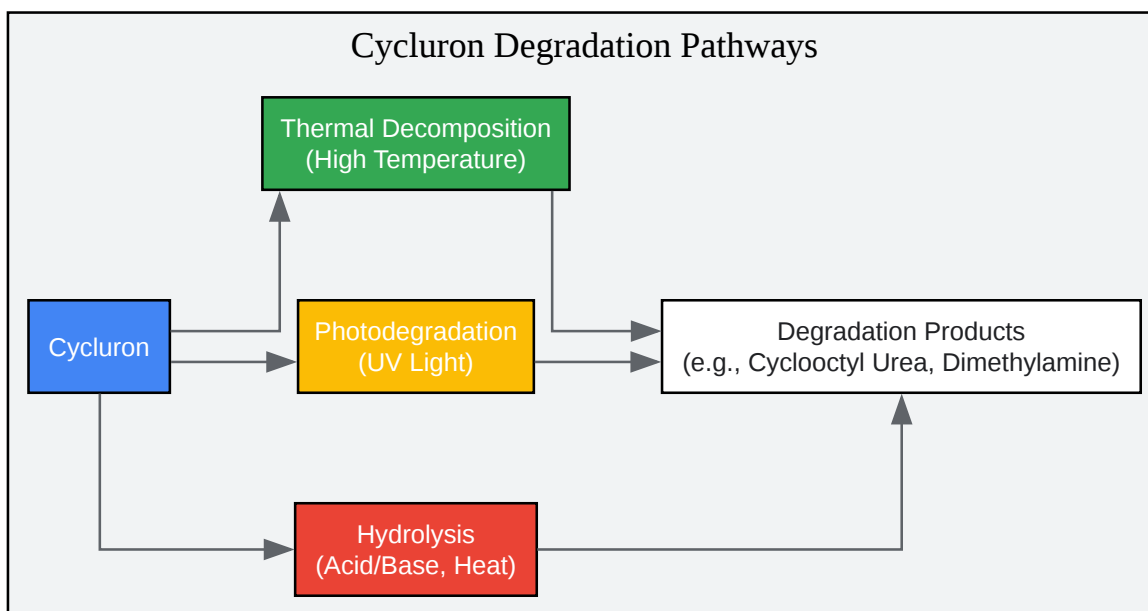 Cycluron Degradation Pathways
Thermal Decomposition
(High Temperature)
Cycluron
Photodegradation
(UV Light)
Degradation Products
(e.g., Cyclooctyl Urea, Dimethylamine)
Hydrolysis
(Acid/Base, Heat)